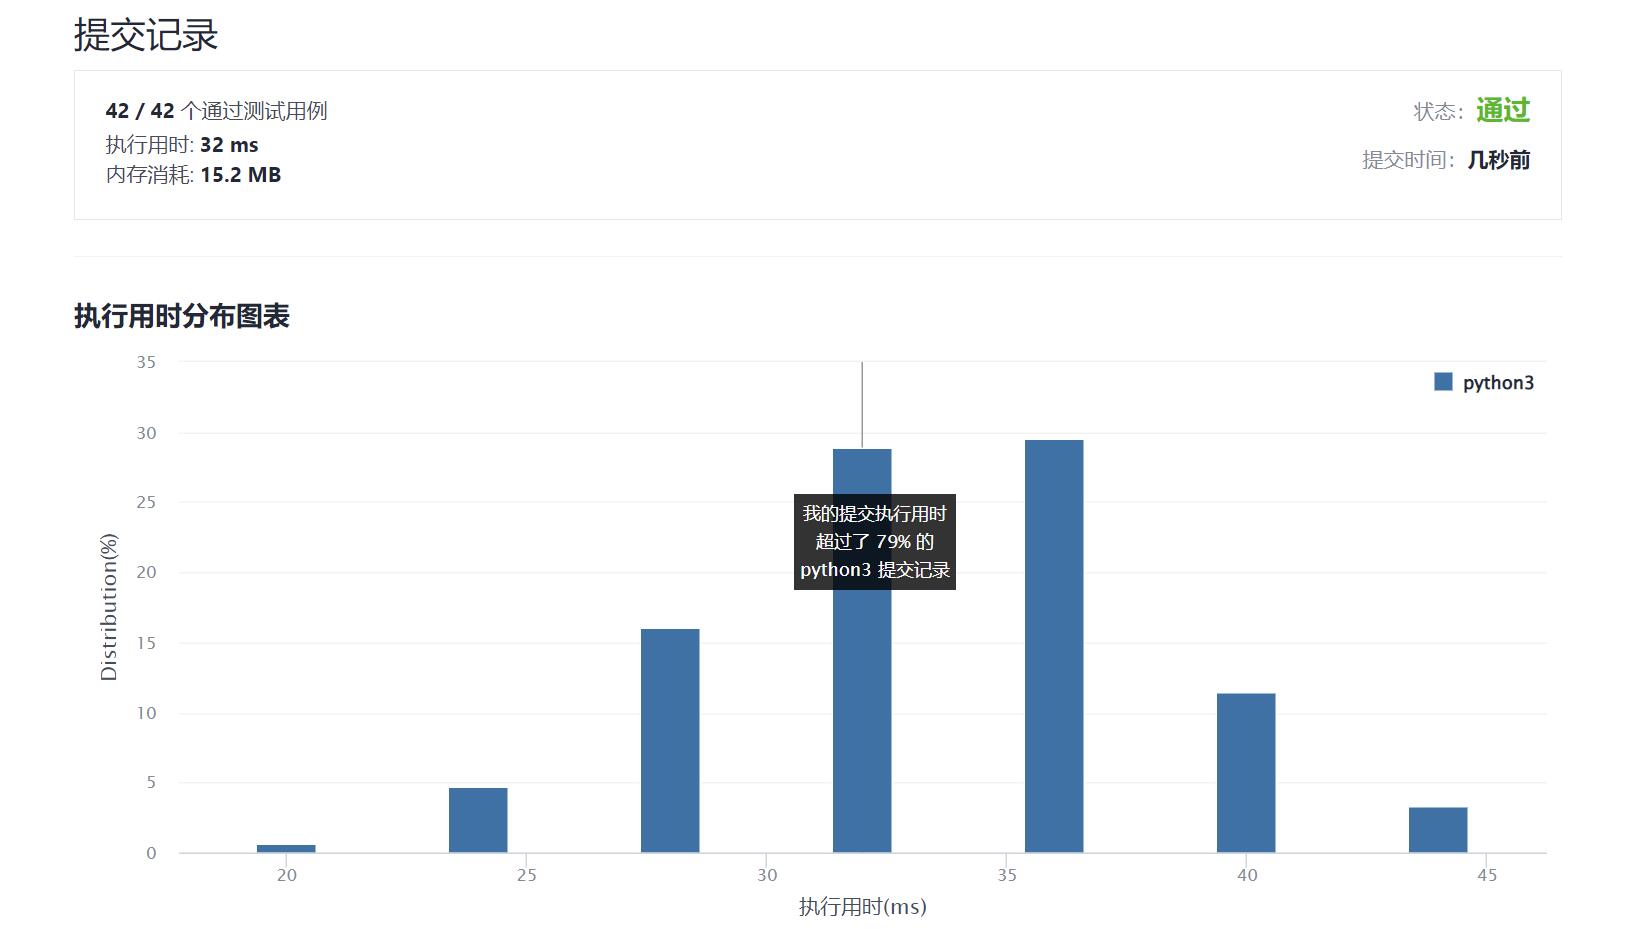 提交记录
42 / 42 个通过测试用例
状态：通过
执行用时: 32 ms
提交时间：几秒前
内存消耗: 15.2 MB
执行用时分布图表
35
python3
30
25
我的提交执行用时
超过了 79% 的
python3 提交记录
20
Distribution(%)
15
10
5
0
20
25
30
35
40
45
执行用时(ms)